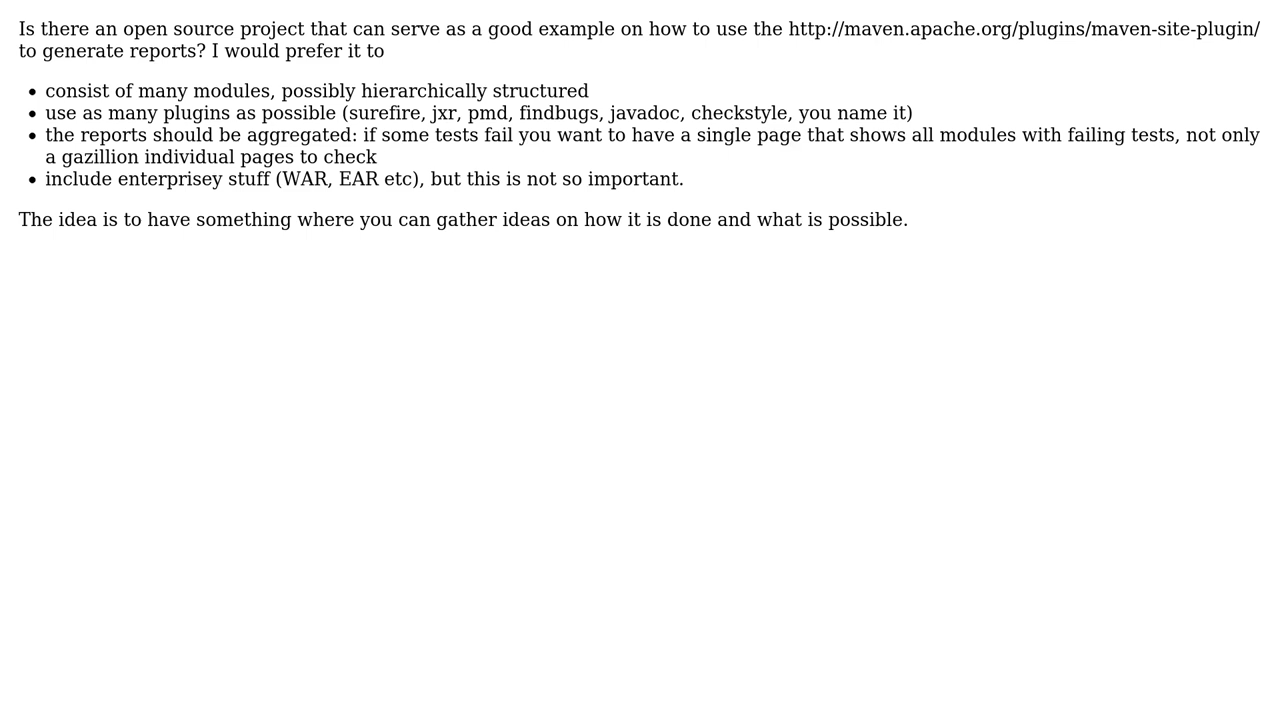 Is there an open source project that can serve as a good example on how to use the http://maven.apache.org/plugins/maven-site-plugin/
to generate reports? I would prefer it to
• consist of many modules, possibly hierarchically structured
• use as many plugins as possible (surefire, jxr, pmd, findbugs, javadoc, checkstyle, you name it)
• the reports should be aggregated: if some tests fail you want to have a single page that shows all modules with failing tests, not only
a gazillion individual pages to check
• include enterprisey stuff (WAR, EAR etc), but this is not so important.
The idea is to have something where you can gather ideas on how it is done and what is possible.